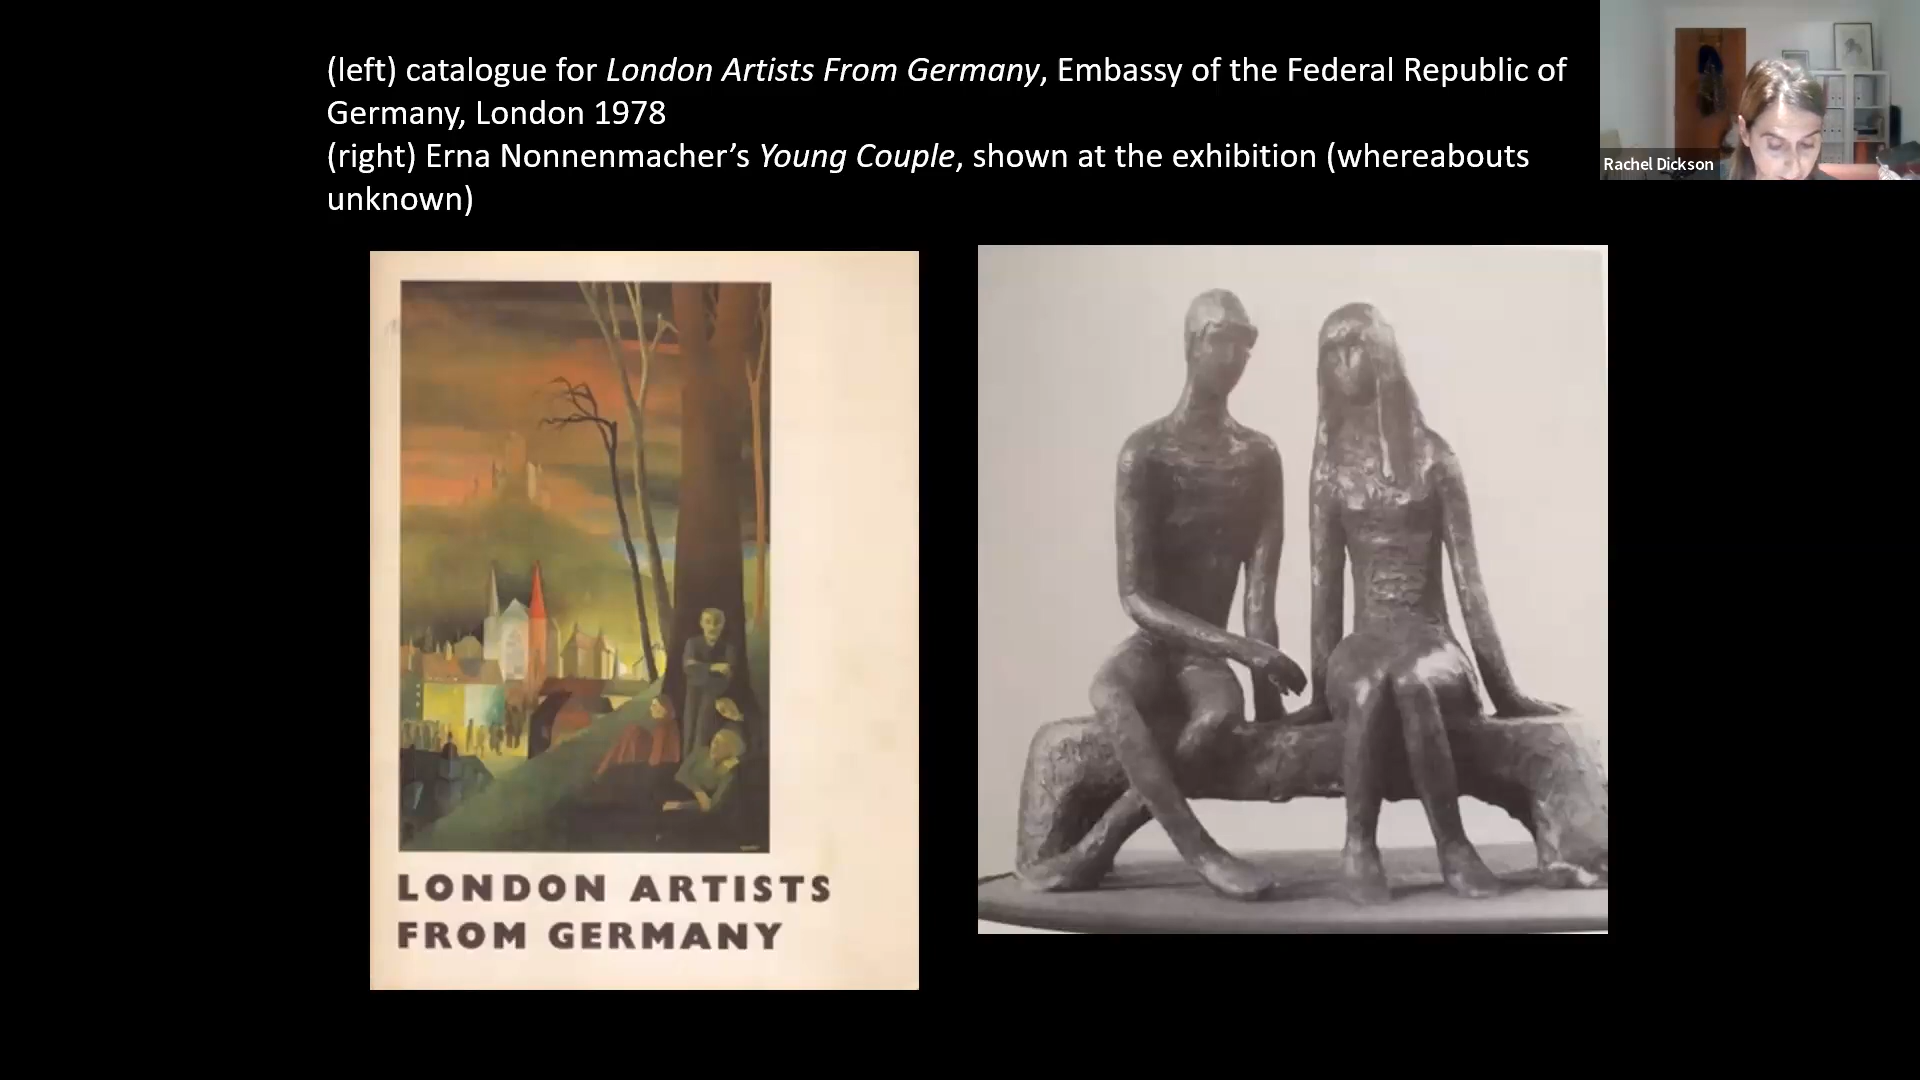 (left) catalogue for London Artists From Germany, Embassy of the Federal Republic of
Germany, London 1978
(right) Erna Nonnenmacher’s Young Couple, shown at the exhibition (whereabouts
unknown)
Rachel Dickson
LONDON ARTISTS
FROM GERMANY